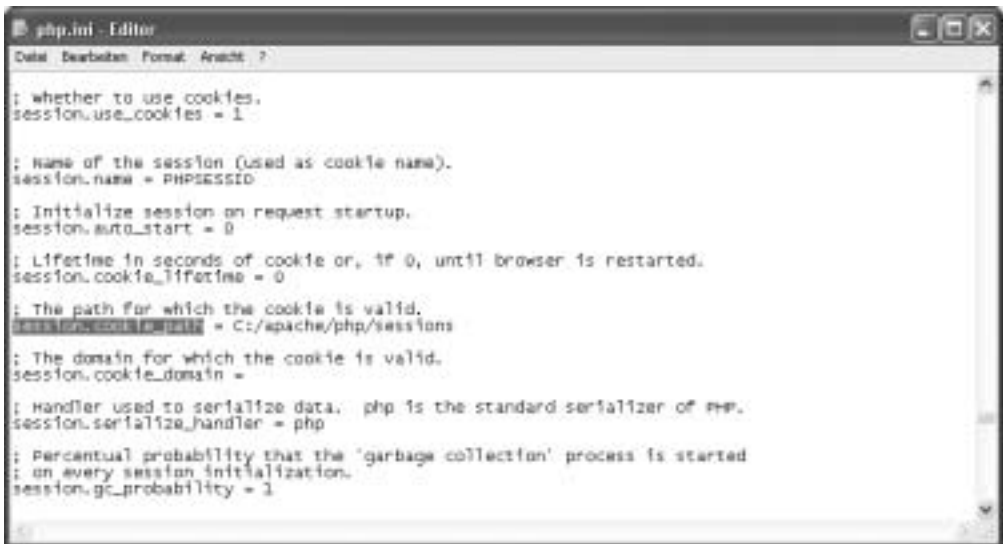 php.ini - Editor
Datei Bearbeiten Format Ansicht ?
; Whether to use cookies.
session.use_cookies = 1
; Name of the session (used as cookie name).
session.name = PHPSESSID
; Initialize session on request startup.
session.auto_start = 0
; Lifetime in seconds of cookie or, if 0, until browser is restarted.
session.cookie_lifetime = 0
; The path for which the cookie is valid.
session.cookie_path = C:/apache/php/sessions
; The domain for which the cookie is valid.
session.cookie_domain =
; Handler used to serialize data.  php is the standard serializer of PHP.
session.serialize_handler = php
; Percentual probability that the 'garbage collection' process is started
; on every session initialization.
session.gc_probability = 1